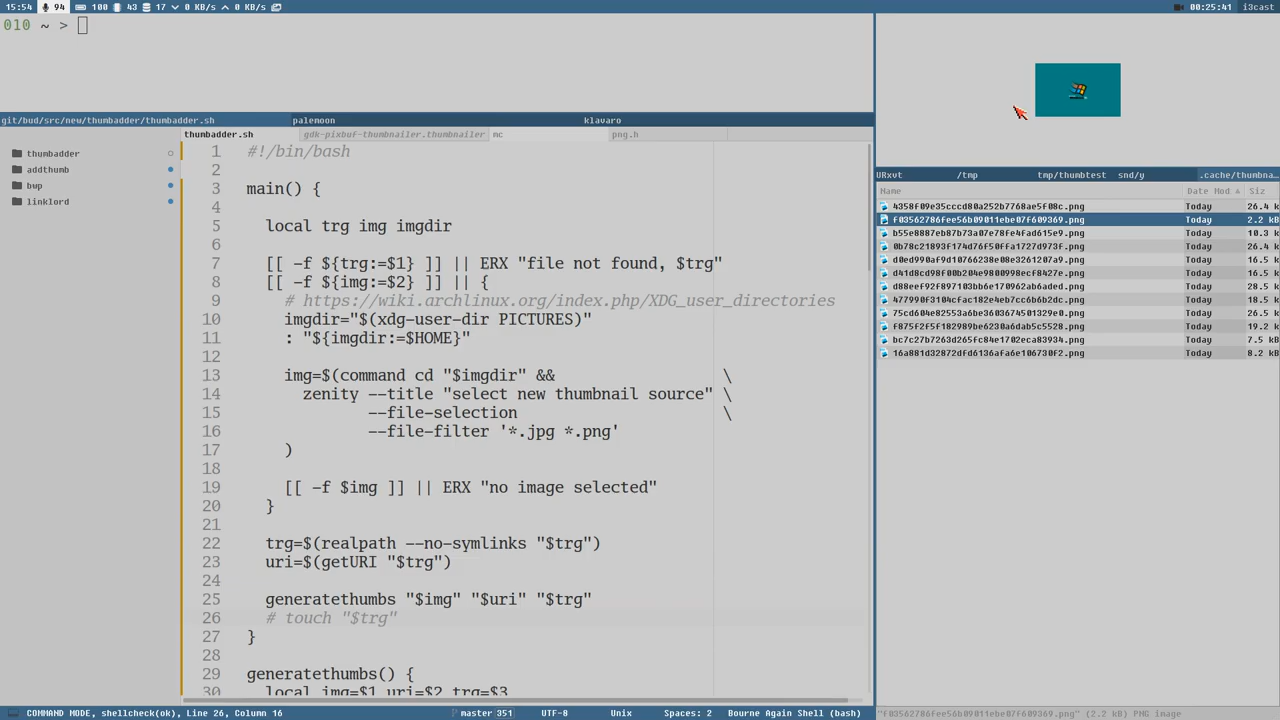 15:54 94 100 43 17 0 KB/s 0 KB/s 00:25:41 i3cast
010 ~ >
git/bud/src/new/thumbadder/thumbadder.sh palemoon klavaro
thumbadder.sh gdk-pixbuf-thumbnailer.thumbnailer mc png.h
thumbadder
addthumb
bup
linklord
1 #!/bin/bash
2
3 main() {
4
5 local trg img imgdir
6
7 [[ -f ${trg:=$1} ]] || ERX "file not found, $trg"
8 [[ -f ${img:=$2} ]] || {
9 # https://wiki.archlinux.org/index.php/XDG_user_directories
10 imgdir="$(xdg-user-dir PICTURES)"
11 : "${imgdir:=$HOME}"
12
13 img=$(command cd "$imgdir" && \
14 zenity --title "select new thumbnail source" \
15 --file-selection \
16 --file-filter '*.jpg *.png'
17 )
18
19 [[ -f $img ]] || ERX "no image selected"
20 }
21
22 trg=$(realpath --no-symlinks "$trg")
23 uri=$(getURI "$trg")
24
25 generatethumbs "$img" "$uri" "$trg"
26 # touch "$trg"
27 }
28
29 generatethumbs() {
30 local img=$1 uri=$2 trg=$3
COMMAND MODE, shellcheck(ok), Line 26, Column 16 master 351 UTF-8 Unix Spaces: 2 Bourne Again Shell (bash)
URxvt /tmp tmp/thumbtest snd/y .cache/thumbna...
Name Date Mod Siz
4358f09e35cccd80a252b7768ae5f08c.png Today 26.4 k
f03562786fee56b09011ebe07f609369.png Today 2.2 kB
b55e8887eb87b73a07e78fe4fad615e9.png Today 10.3 k
0b78c21893f174d76f50ffa1727d973f.png Today 26.4 k
d0ed990af9d10766238e08e3261207a9.png Today 16.5 k
d41d8cd98f00b204e9800998ecf8427e.png Today 16.5 k
d88eef92f897103bb6e170962ab6aded.png Today 28.5 k
477990f3104cfac182e4eb7cc6b6b2dc.png Today 18.5 k
75cd604e82553a6be3603674501329e0.png Today 26.5 k
f875f2f5f182989be6230a6dab5c5528.png Today 19.2 k
bc7c27b7263d265fc84e1702eca83934.png Today 7.5 kB
16a881d32872dfd6136afa6e106730f2.png Today 8.2 kB
"f03562786fee56b09011ebe07f609369.png" (2.2 kB) PNG image